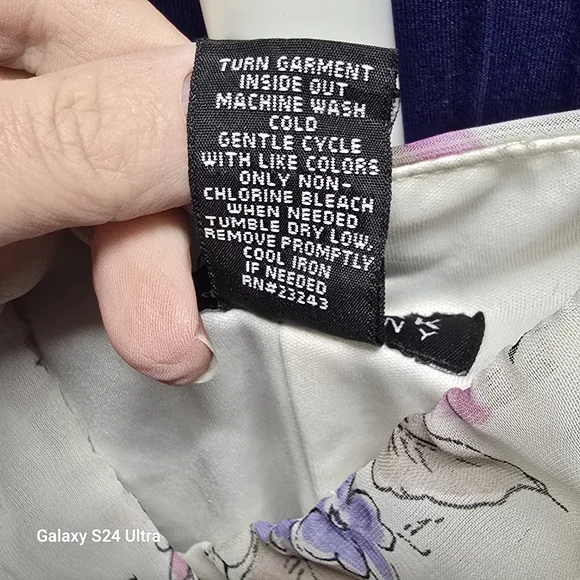 TURN GARMENT
INSIDE OUT
MACHINE WASH
COLD
GENTLE CYCLE
WITH LIKE COLORS
ONLY NON-
CHLORINE BLEACH
WHEN NEEDED
TUMBLE DRY LOW,
REMOVE PROMPTLY
COOL IRON
IF NEEDED
RN#23243
Galaxy S24 Ultra